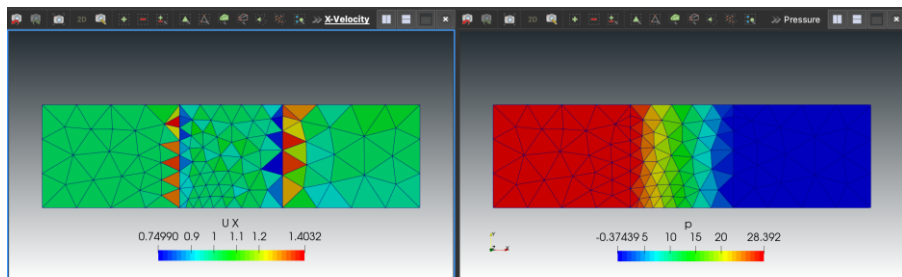 2D
X-Velocity
2D
Pressure
U X
0.74990 0.9 1 1.1 1.2 1.4032
p
-0.37439 5 10 15 20 28.392